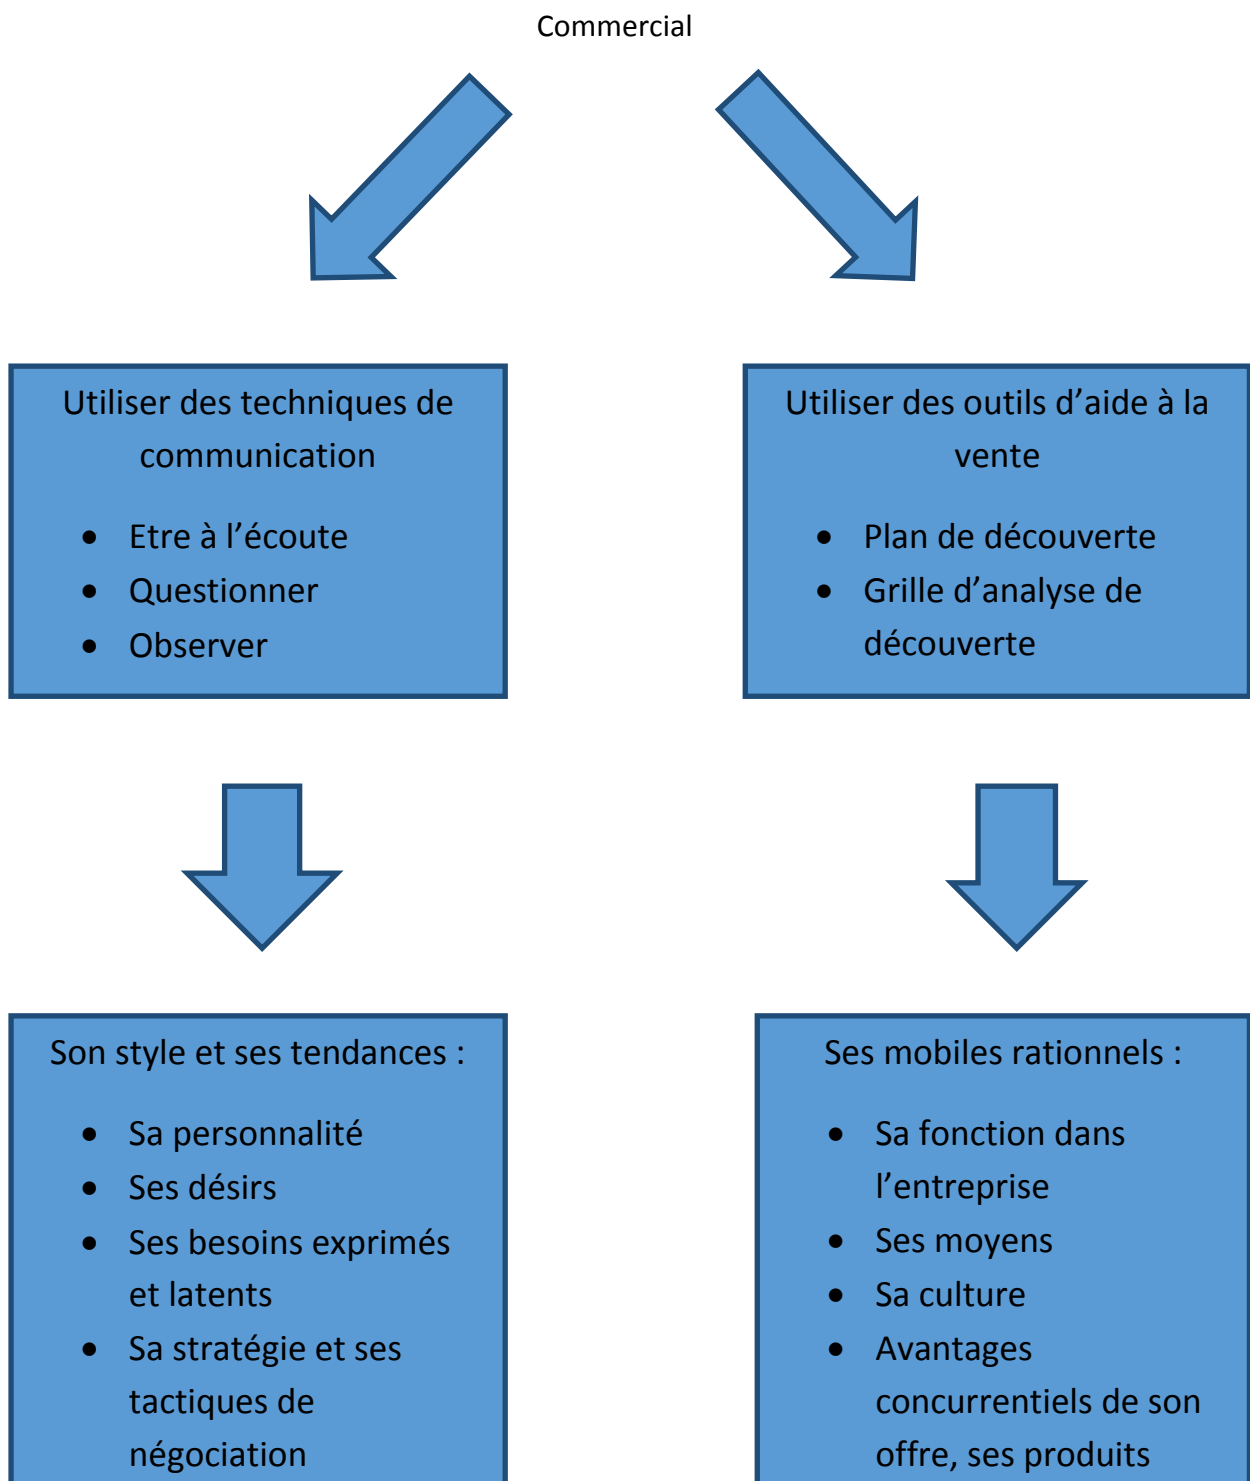 Commercial
Utiliser des techniques de
communication
• Etre à l’écoute
• Questionner
• Observer
Utiliser des outils d’aide à la
vente
• Plan de découverte
• Grille d’analyse de
découverte
Son style et ses tendances :
• Sa personnalité
• Ses désirs
• Ses besoins exprimés
et latents
• Sa stratégie et ses
tactiques de
négociation
Ses mobiles rationnels :
• Sa fonction dans
l’entreprise
• Ses moyens
• Sa culture
• Avantages
concurrentiels de son
offre, ses produits